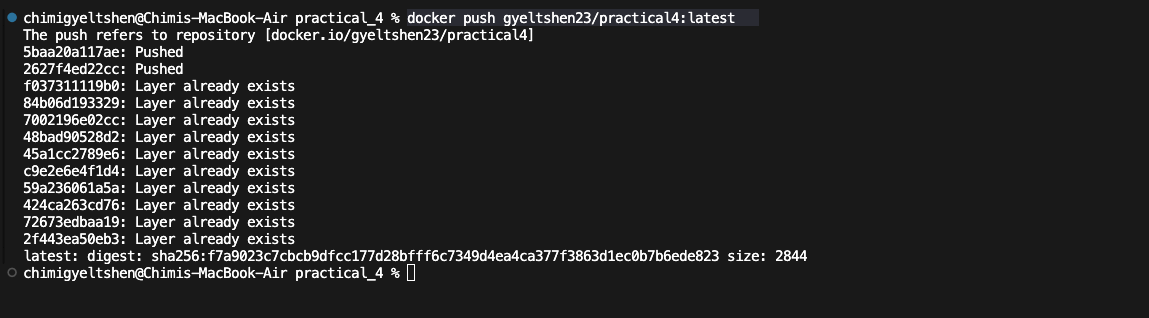 chimigyeltshen@Chimis-MacBook-Air practical_4 % docker push gyeltshen23/practical4:latest
The push refers to repository [docker.io/gyeltshen23/practical4]
5baa20a117ae: Pushed
2627f4ed22cc: Pushed
f037311119b0: Layer already exists
84b06d193329: Layer already exists
7002196e02cc: Layer already exists
48bad90528d2: Layer already exists
45a1cc2789e6: Layer already exists
c9e2e6e4f1d4: Layer already exists
59a236061a5a: Layer already exists
424ca263cd76: Layer already exists
72673edbaa19: Layer already exists
2f443ea50eb3: Layer already exists
latest: digest: sha256:f7a9023c7cbcb9dfcc177d28bfff6c7349d4ea4ca377f3863d1ec0b7b6ede823 size: 2844
chimigyeltshen@Chimis-MacBook-Air practical_4 %